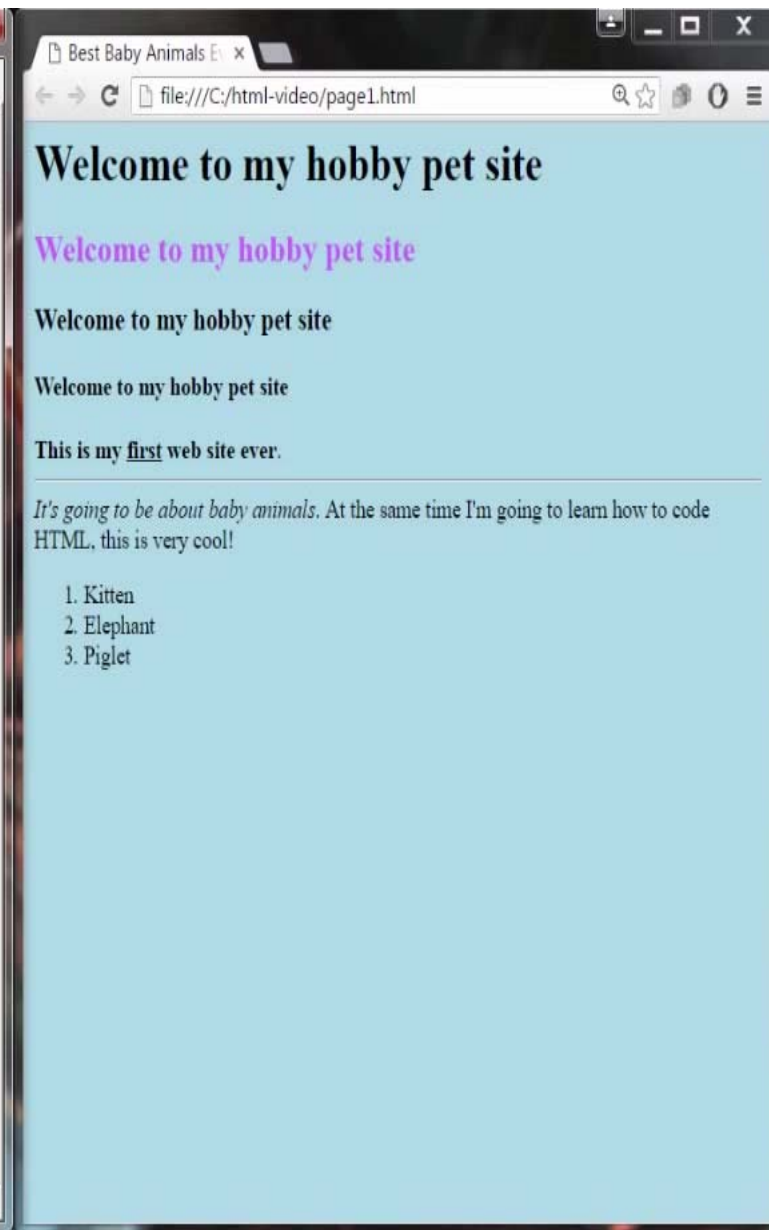 Best Baby Animals Ev
file:///C:/html-video/page1.html
Welcome to my hobby pet site
Welcome to my hobby pet site
Welcome to my hobby pet site
Welcome to my hobby pet site
This is my first web site ever.
It's going to be about baby animals. At the same time I'm going to learn how to code
HTML, this is very cool!
1. Kitten
2. Elephant
3. Piglet